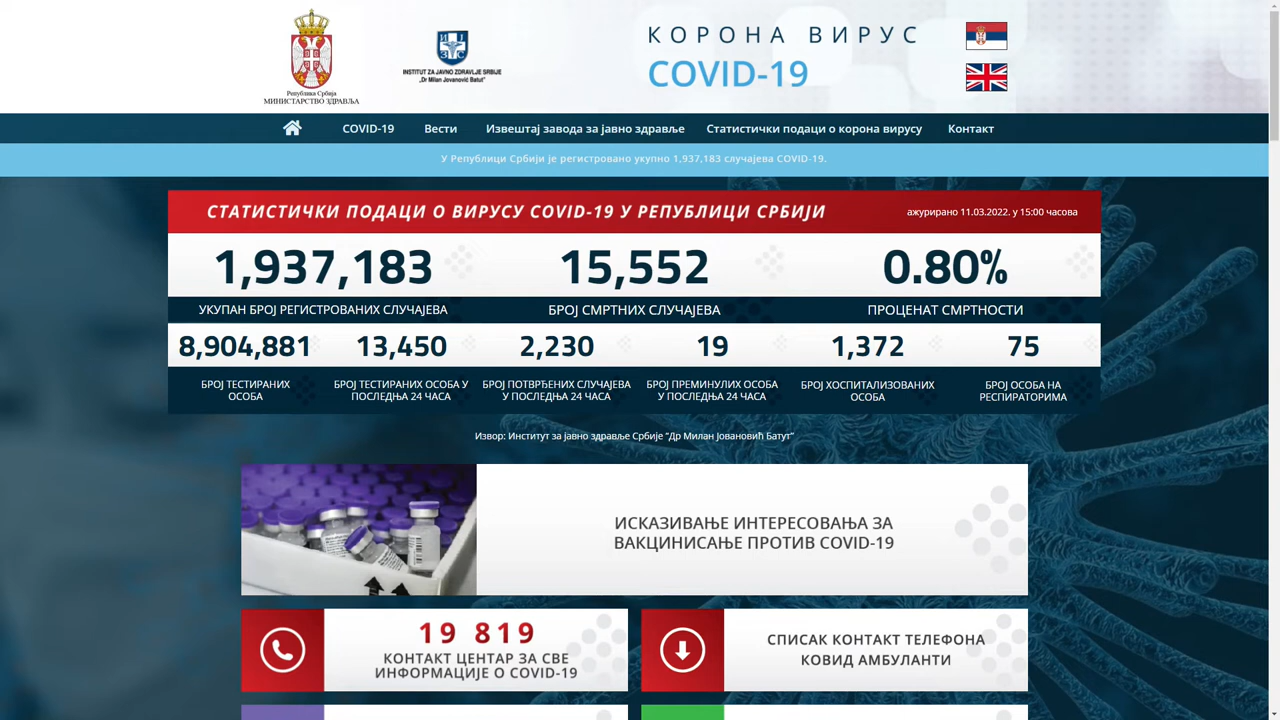 Република Србија
МИНИСТАРСТВО ЗДРАВЉА
INSTITUT ZA JAVNO ZDRAVLJE SRBIJE
„Dr Milan Jovanović Batut“
КОРОНА ВИРУС
COVID-19
COVID-19 Вести Извештај завода за јавно здравље Статистички подаци о корона вирусу Контакт
У Републици Србији је регистровано укупно 1,937,183 случајева COVID-19.
СТАТИСТИЧКИ ПОДАЦИ О ВИРУСУ COVID-19 У РЕПУБЛИЦИ СРБИЈИ
ажурирано 11.03.2022. у 15:00 часова
1,937,183 15,552 0.80%
УКУПАН БРОЈ РЕГИСТРОВАНИХ СЛУЧАЈЕВА БРОЈ СМРТНИХ СЛУЧАЈЕВА ПРОЦЕНАТ СМРТНОСТИ
8,904,881 13,450 2,230 19 1,372 75
БРОЈ ТЕСТИРАНИХ БРОЈ ТЕСТИРАНИХ ОСОБА У БРОЈ ПОТВРЂЕНИХ СЛУЧАЈЕВА БРОЈ ПРЕМИНУЛИХ ОСОБА БРОЈ ХОСПИТАЛИЗОВАНИХ БРОЈ ОСОБА НА
ОСОБА ПОСЛЕДЊА 24 ЧАСА У ПОСЛЕДЊА 24 ЧАСА У ПОСЛЕДЊА 24 ЧАСА ОСОБА РЕСПИРАТОРИМА
Извор: Институт за јавно здравље Србије "Др Милан Јовановић Батут"
ИСКАЗИВАЊЕ ИНТЕРЕСОВАЊА ЗА
ВАКЦИНИСАЊЕ ПРОТИВ COVID-19
19 819
КОНТАКТ ЦЕНТАР ЗА СВЕ
ИНФОРМАЦИЈЕ О COVID-19
СПИСАК КОНТАКТ ТЕЛЕФОНА
КОВИД АМБУЛАНТИ